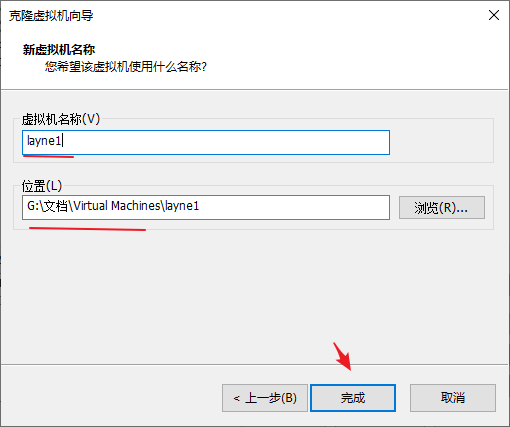 克隆虚拟机向导
新虚拟机名称
您希望该虚拟机使用什么名称?
虚拟机名称(V)
layne1
位置(L)
G:\文档\Virtual Machines\layne1
浏览(R)...
< 上一步(B)
完成
取消